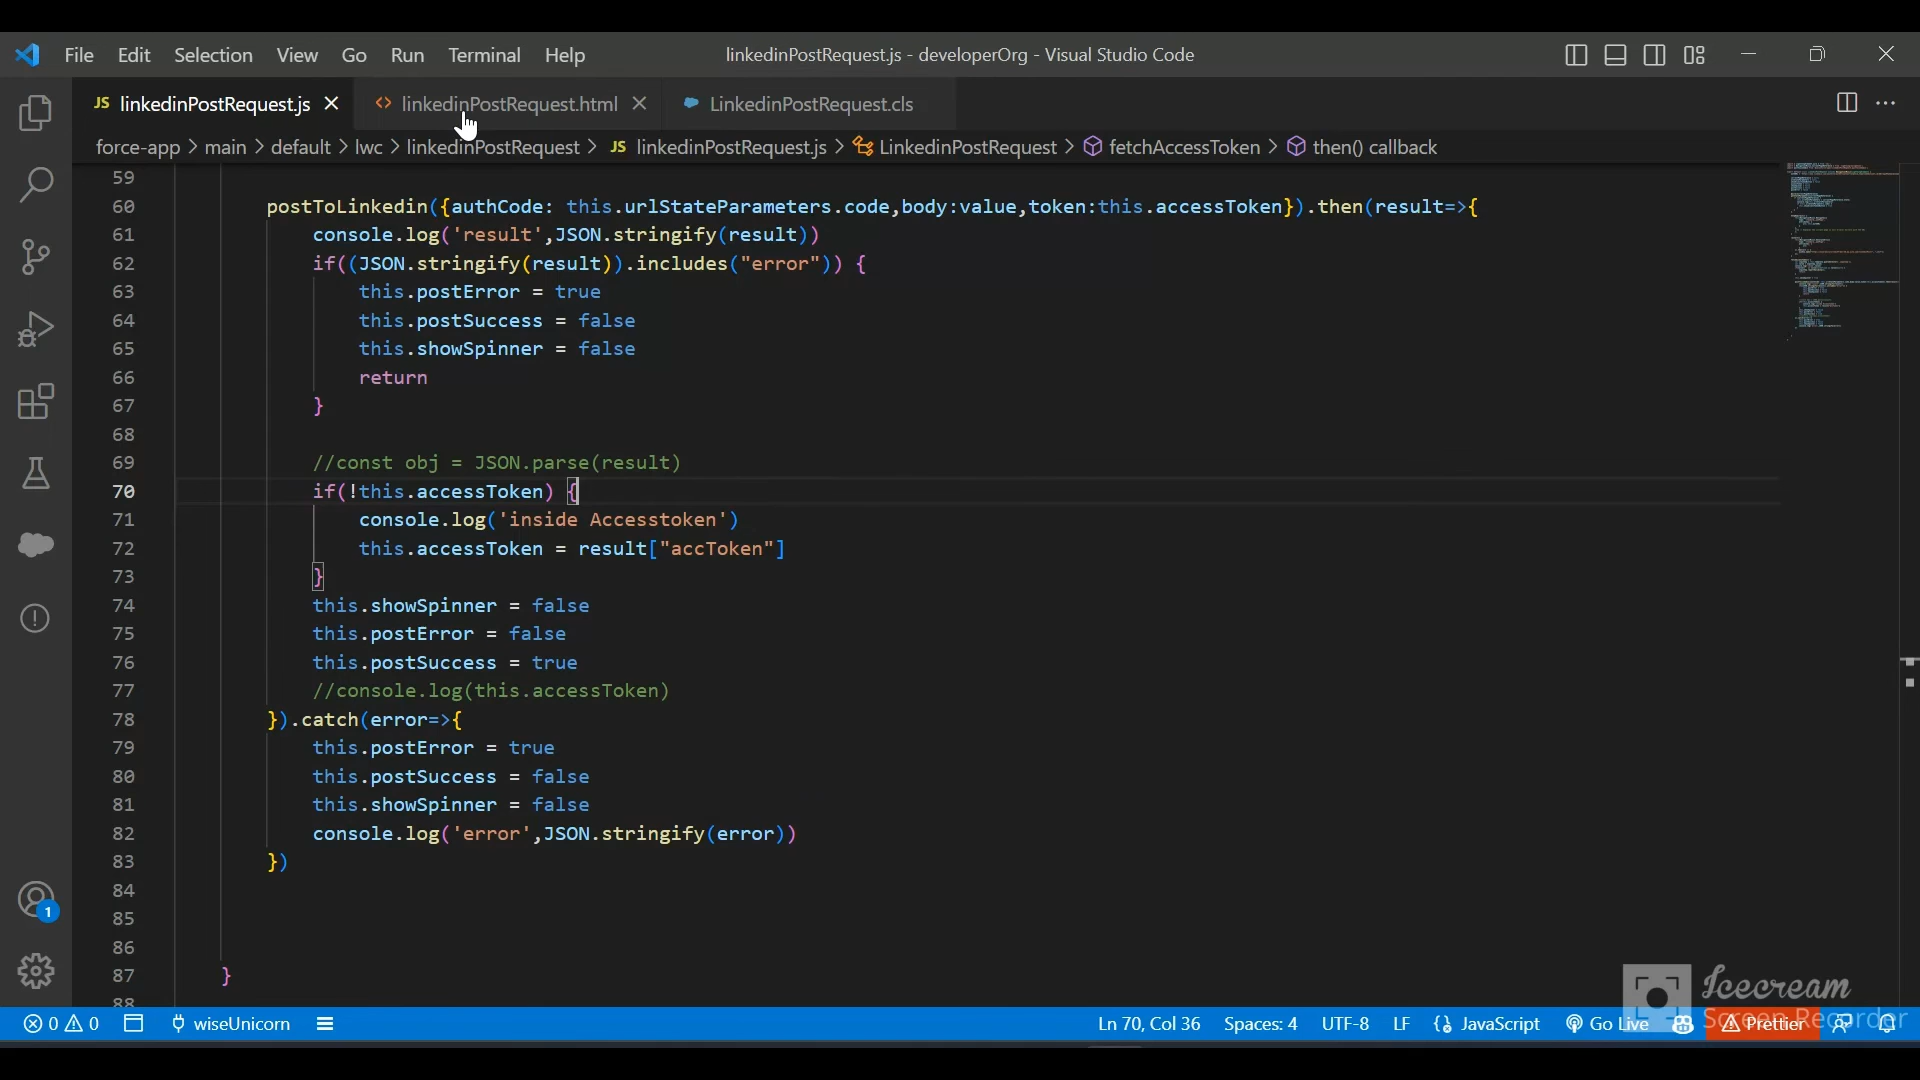 File Edit Selection View Go Run Terminal Help
linkedinPostRequest.js - developerOrg - Visual Studio Code
JS linkedinPostRequest.js
linkedinPostRequest.html
LinkedinPostRequest.cls
force-app > main > default > lwc > linkedinPostRequest > JS linkedinPostRequest.js > LinkedinPostRequest > fetchAccessToken > then() callback
59
60 postToLinkedin({authCode: this.urlStateParameters.code,body:value,token:this.accessToken}).then(result=>{
61 console.log('result',JSON.stringify(result))
62 if((JSON.stringify(result)).includes("error")) {
63 this.postError = true
64 this.postSuccess = false
65 this.showSpinner = false
66 return
67 }
68
69 //const obj = JSON.parse(result)
70 if(!this.accessToken) {
71 console.log('inside Accesstoken')
72 this.accessToken = result["accToken"]
73 }
74 this.showSpinner = false
75 this.postError = false
76 this.postSuccess = true
77 //console.log(this.accessToken)
78 }).catch(error=>{
79 this.postError = true
80 this.postSuccess = false
81 this.showSpinner = false
82 console.log('error',JSON.stringify(error))
83 })
84
85
86
87 }
88
1
Icecream
Screen Recorder
0 0 wiseUnicorn Ln 70, Col 36 Spaces: 4 UTF-8 LF {} JavaScript Go Live Prettier